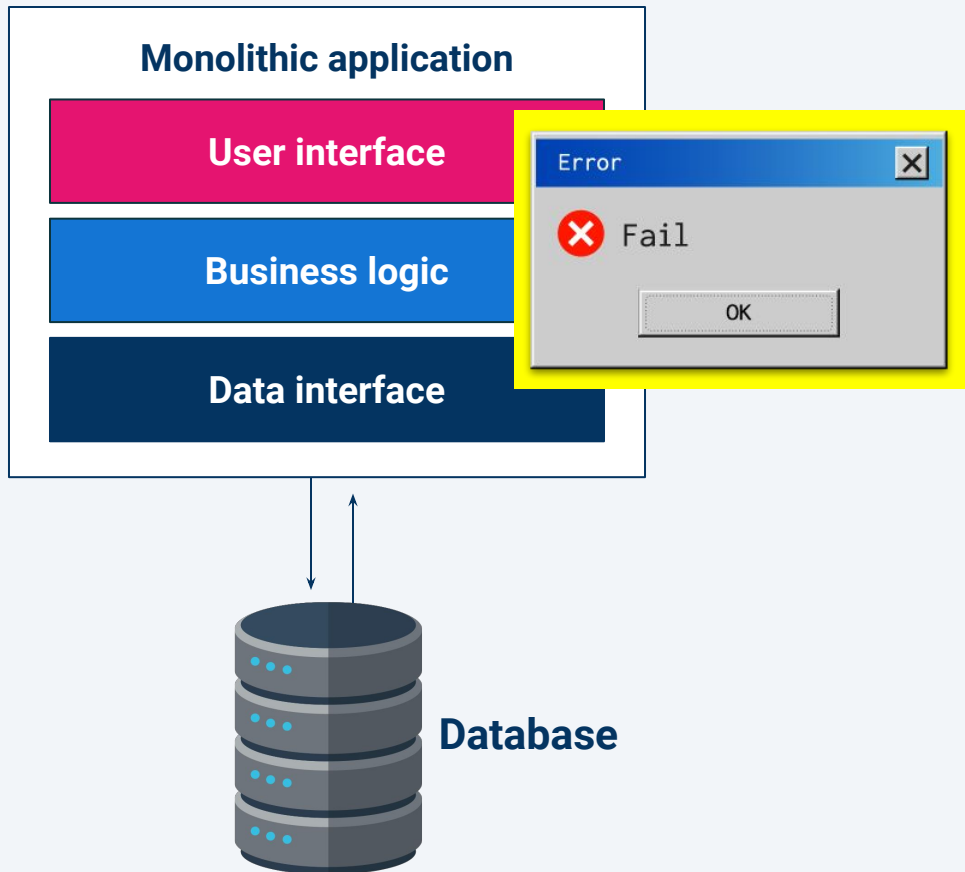 Monolithic application
User interface
Error
Fail
OK
Business logic
Data interface
Database